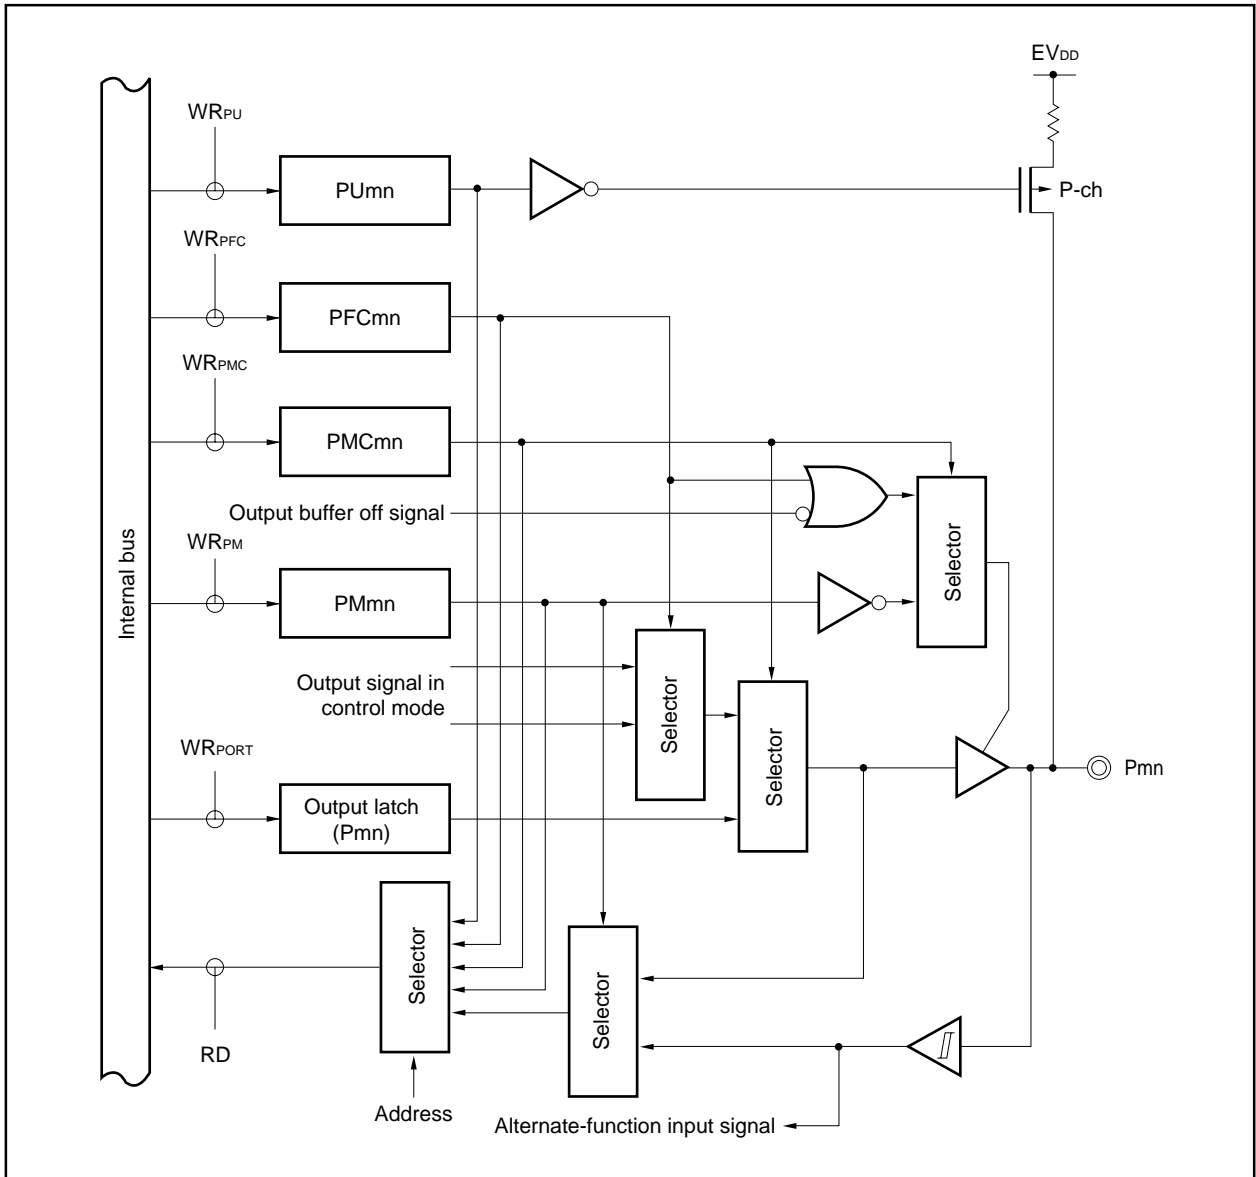 EVDD
WRPU
PUmn
P-ch
WRPFC
PFCmn
WRPMC
PMCmn
Output buffer off signal
Selector
WRPM
PMmn
Internal bus
Output signal in
control mode
Selector
Selector
Pmn
WRPORT
Output latch
(Pmn)
Selector
Selector
RD
Address
Alternate-function input signal